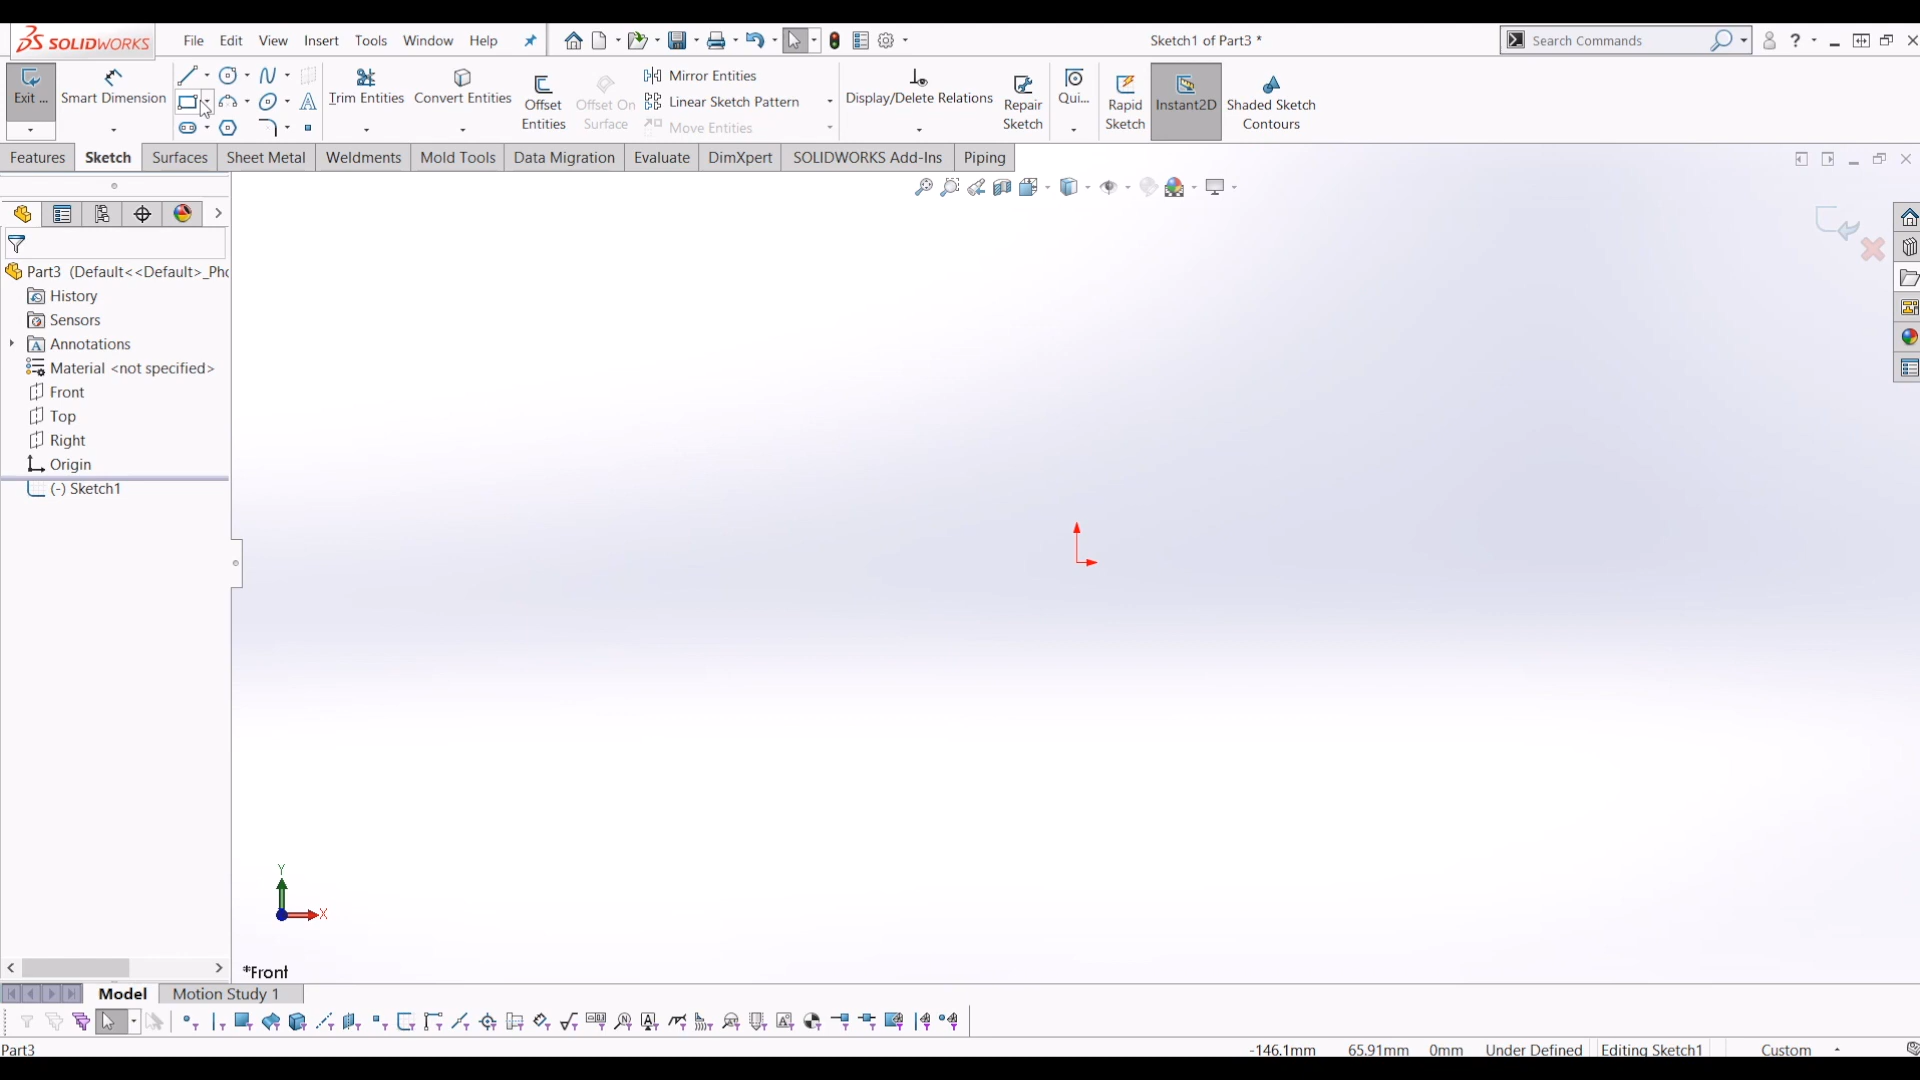 SOLIDWORKS File Edit View Insert Tools Window Help Sketch1 of Part3 * Search Commands ?
Exit ... Smart Dimension Trim Entities Convert Entities Offset Entities Offset On Surface Mirror Entities Linear Sketch Pattern Move Entities Display/Delete Relations Repair Sketch Qui... Rapid Sketch Instant2D Shaded Sketch Contours
Features Sketch Surfaces Sheet Metal Weldments Mold Tools Data Migration Evaluate DimXpert SOLIDWORKS Add-Ins Piping
Part3 (Default<<Default>_Pho
History
Sensors
Annotations
Material <not specified>
Front
Top
Right
Origin
(-) Sketch1
Y
X
*Front
Model Motion Study 1
Part3 -146.1mm 65.91mm 0mm Under Defined Editing Sketch1 Custom